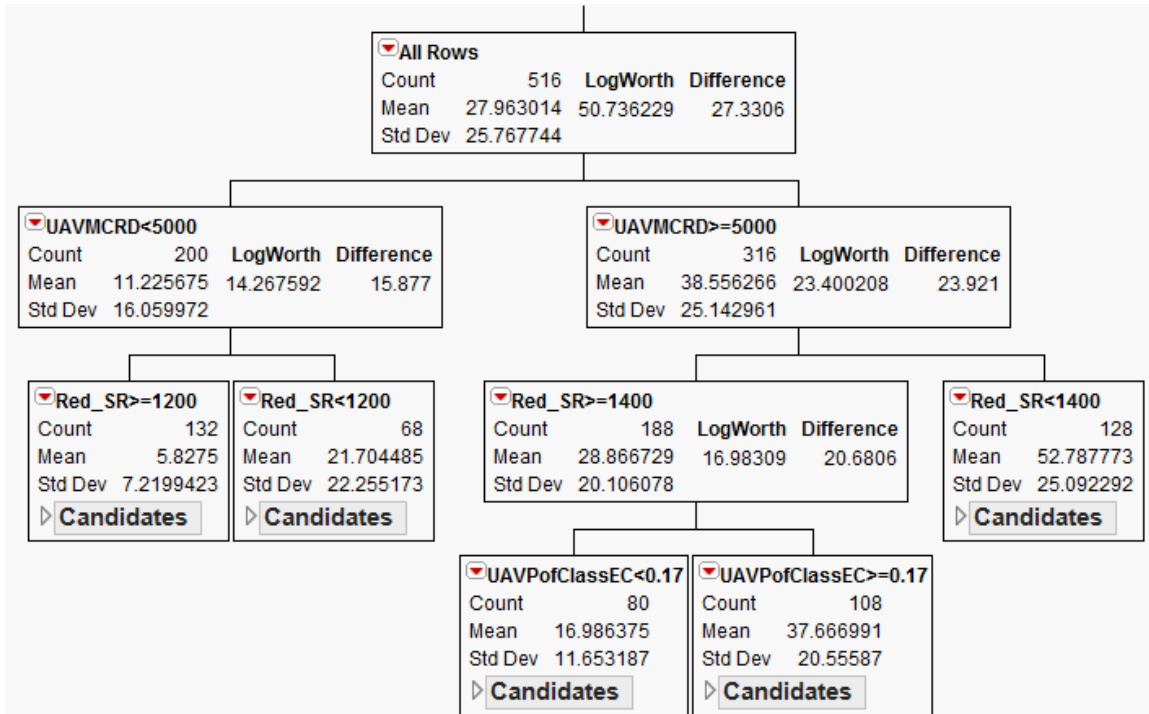 All Rows
Count 516 LogWorth Difference
Mean 27.963014 50.736229 27.3306
Std Dev 25.767744
UAVMCRD<5000
Count 200 LogWorth Difference
Mean 11.225675 14.267592 15.877
Std Dev 16.059972
UAVMCRD>=5000
Count 316 LogWorth Difference
Mean 38.556266 23.400208 23.921
Std Dev 25.142961
Red_SR>=1200
Count 132
Mean 5.8275
Std Dev 7.2199423
Candidates
Red_SR<1200
Count 68
Mean 21.704485
Std Dev 22.255173
Candidates
Red_SR>=1400
Count 188 LogWorth Difference
Mean 28.866729 16.98309 20.6806
Std Dev 20.106078
Red_SR<1400
Count 128
Mean 52.787773
Std Dev 25.092292
Candidates
UAVPofClassEC<0.17
Count 80
Mean 16.986375
Std Dev 11.653187
Candidates
UAVPofClassEC>=0.17
Count 108
Mean 37.666991
Std Dev 20.55587
Candidates